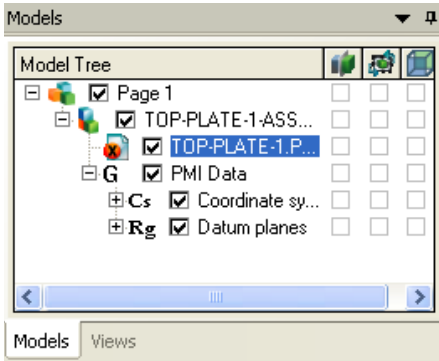 Models
Model Tree
Page 1
TOP-PLATE-1-ASS...
TOP-PLATE-1.P...
G PMI Data
Cs Coordinate sy...
Rg Datum planes
Models Views